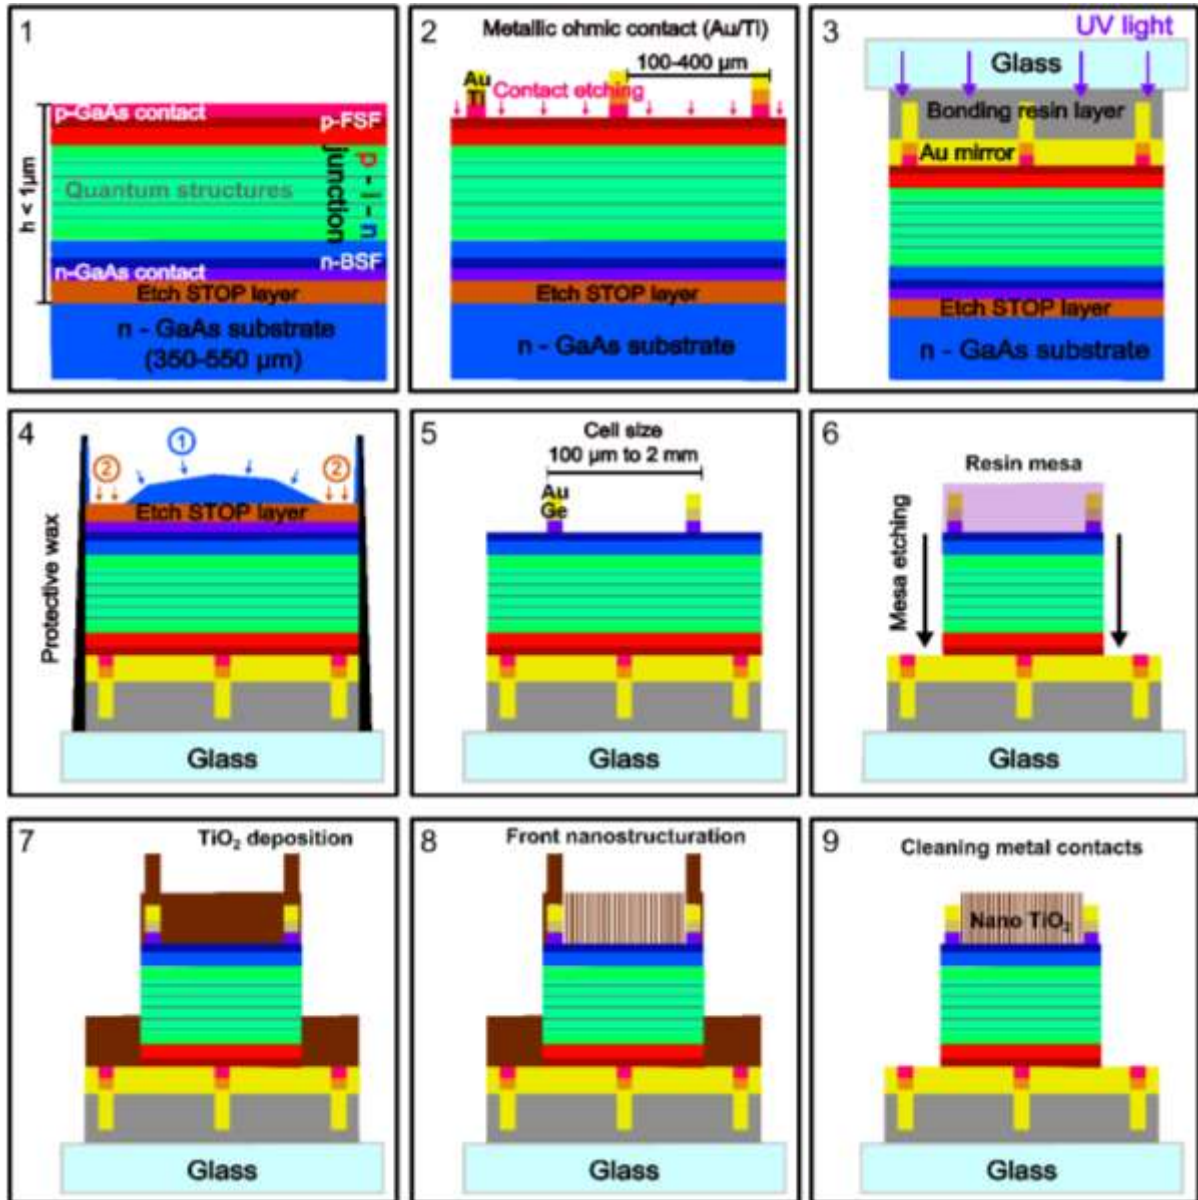 1
p-GaAs contact
p-FSF
h < 1µm
Quantum structures
p - i - n
junction
n-GaAs contact
n-BSF
Etch STOP layer
n - GaAs substrate
(350-550 µm)
2
Metallic ohmic contact (Au/Ti)
100-400 µm
Au
Ti
Contact etching
Etch STOP layer
n - GaAs substrate
3
UV light
Glass
Bonding resin layer
Au mirror
Etch STOP layer
n - GaAs substrate
4
1
2
2
Etch STOP layer
Protective wax
Glass
5
Cell size
100 µm to 2 mm
Au
Ge
Glass
6
Resin mesa
Mesa etching
Glass
7
TiO₂ deposition
Glass
8
Front nanostructuration
Glass
9
Cleaning metal contacts
Nano TiO₂
Glass